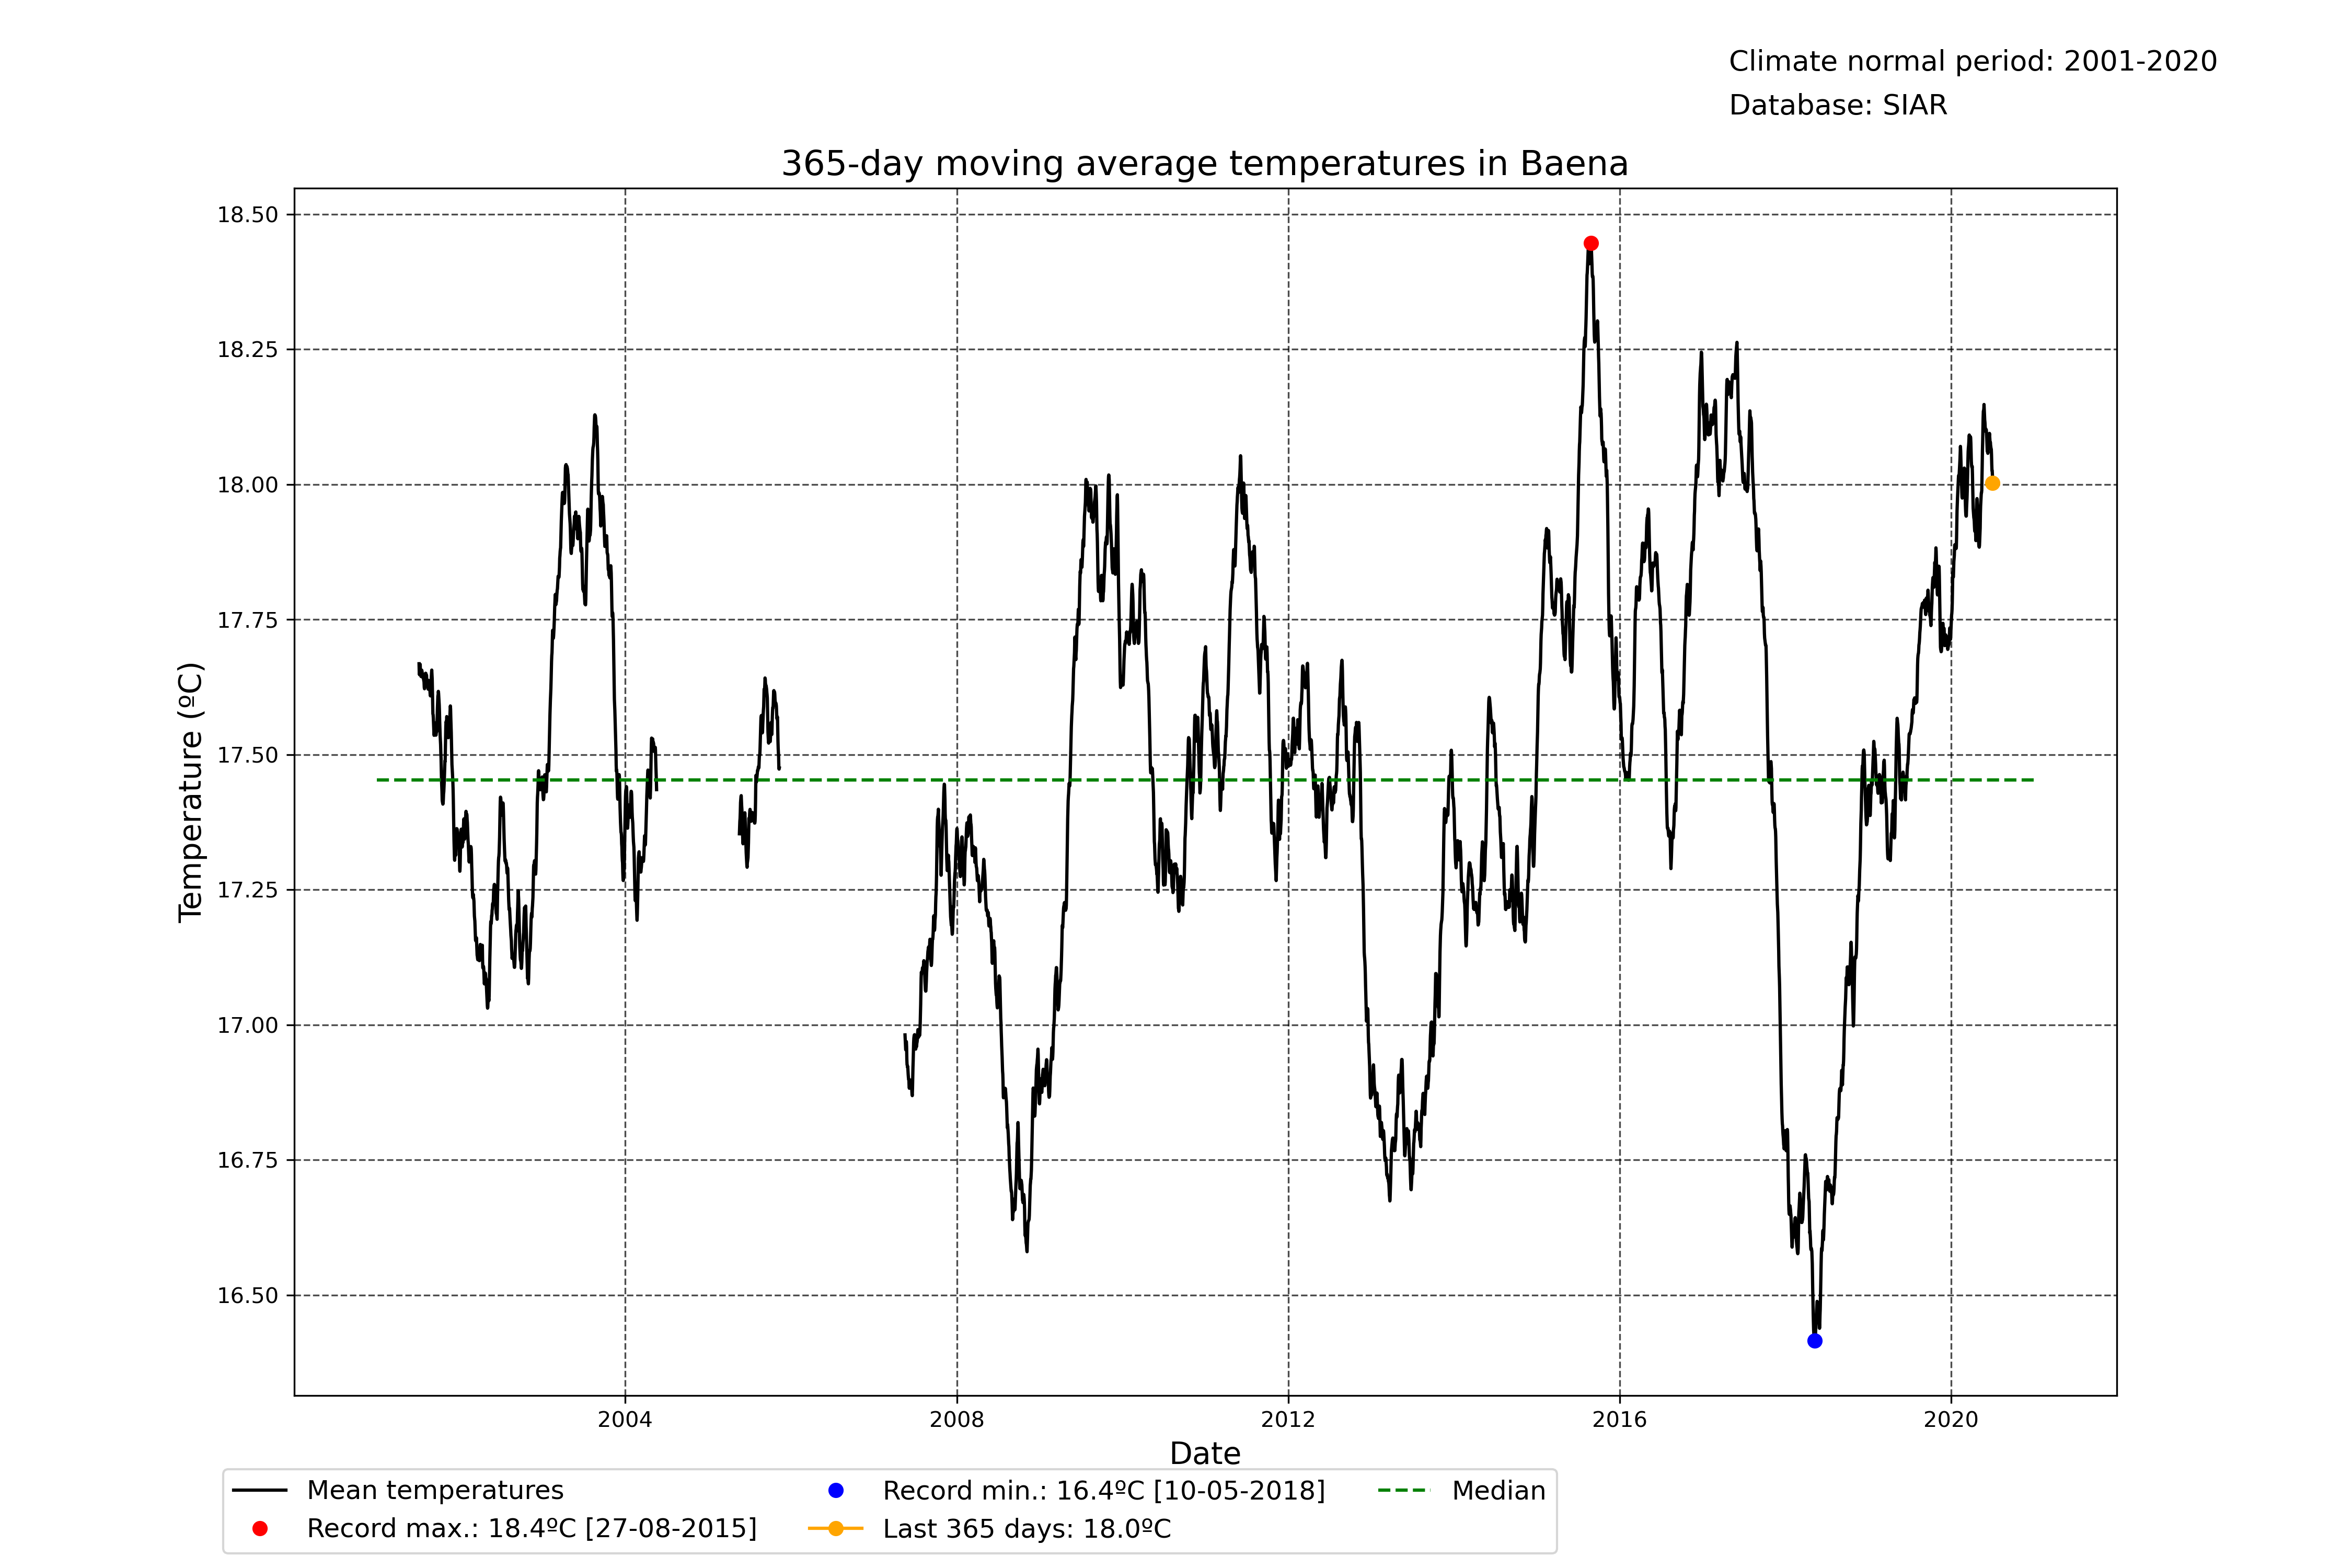 Climate normal period: 2001-2020
Database: SIAR
365-day moving average temperatures in Baena
18.50
18.25
18.00
17.75
17.50
17.25
17.00
16.75
16.50
Temperature (ºC)
2004 2008 2012 2016 2020
Date
Mean temperatures Record min.: 16.4ºC [10-05-2018] Median
Record max.: 18.4ºC [27-08-2015] Last 365 days: 18.0ºC